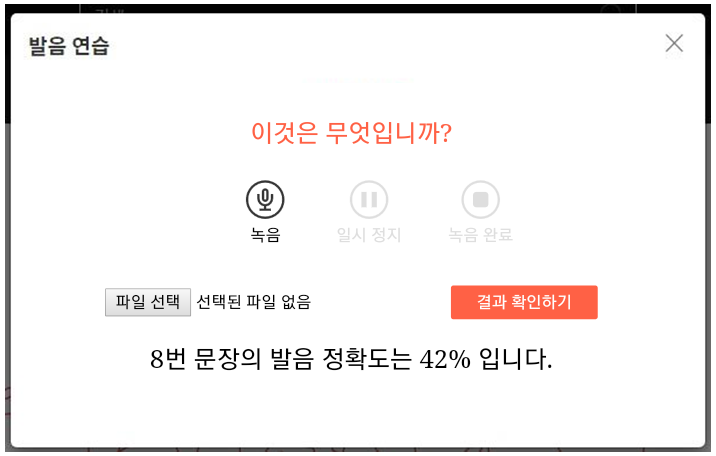 발음 연습
이것은 무엇입니까?
녹음 일시 정지 녹음 완료
파일 선택 선택된 파일 없음 결과 확인하기
8번 문장의 발음 정확도는 42% 입니다.